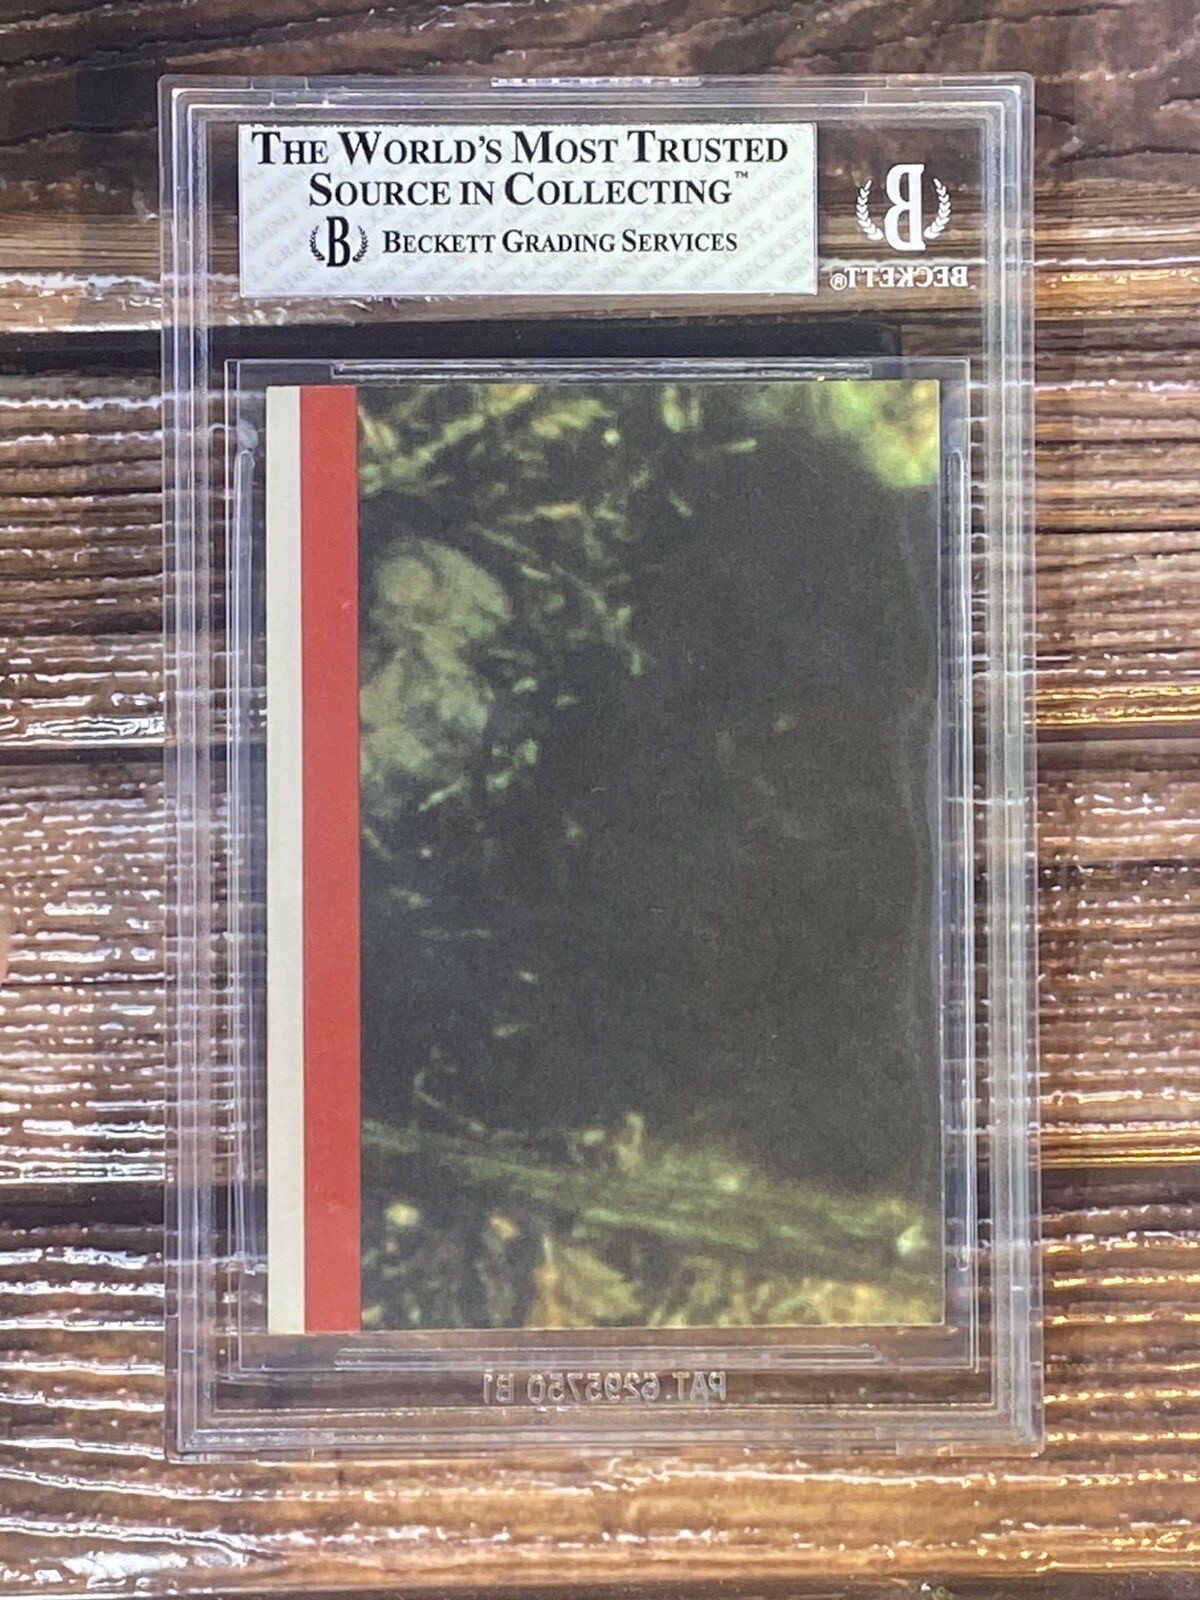 THE WORLD'S MOST TRUSTED
SOURCE IN COLLECTING™
B BECKETT GRADING SERVICES
B
BECKETT®
PAT. 6295750 B1